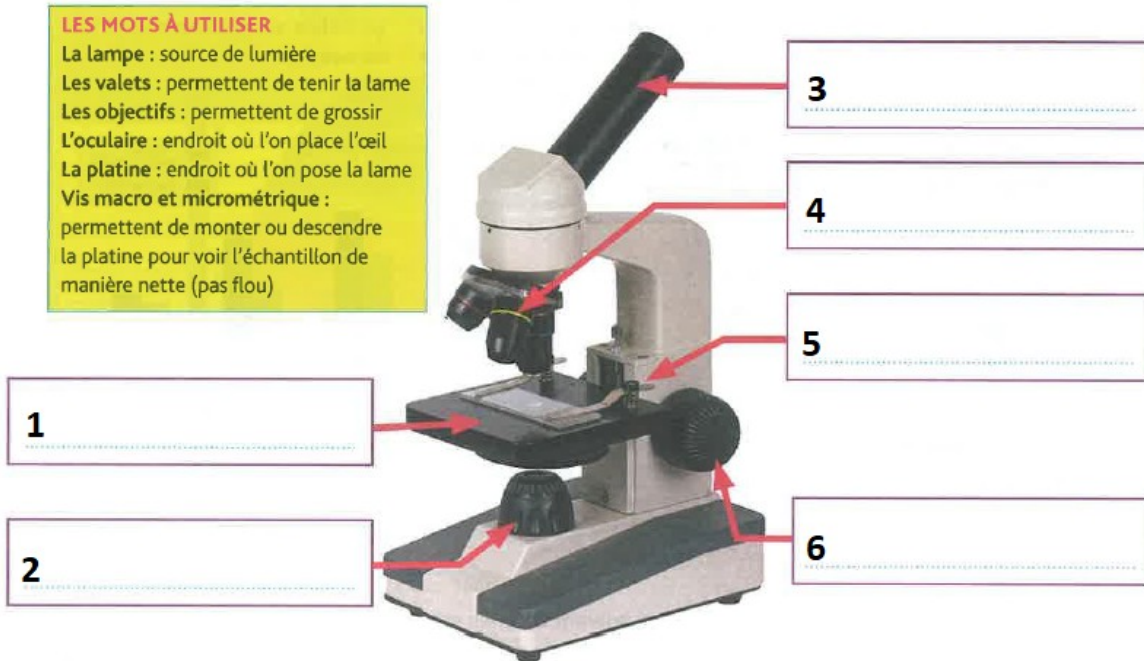 LES MOTS À UTILISER
La lampe : source de lumière
Les valets : permettent de tenir la lame
Les objectifs : permettent de grossir
L'oculaire : endroit où l'on place l'œil
La platine : endroit où l'on pose la lame
Vis macro et micrométrique :
permettent de monter ou descendre
la platine pour voir l'échantillon de
manière nette (pas flou)
3
4
5
1
2
6